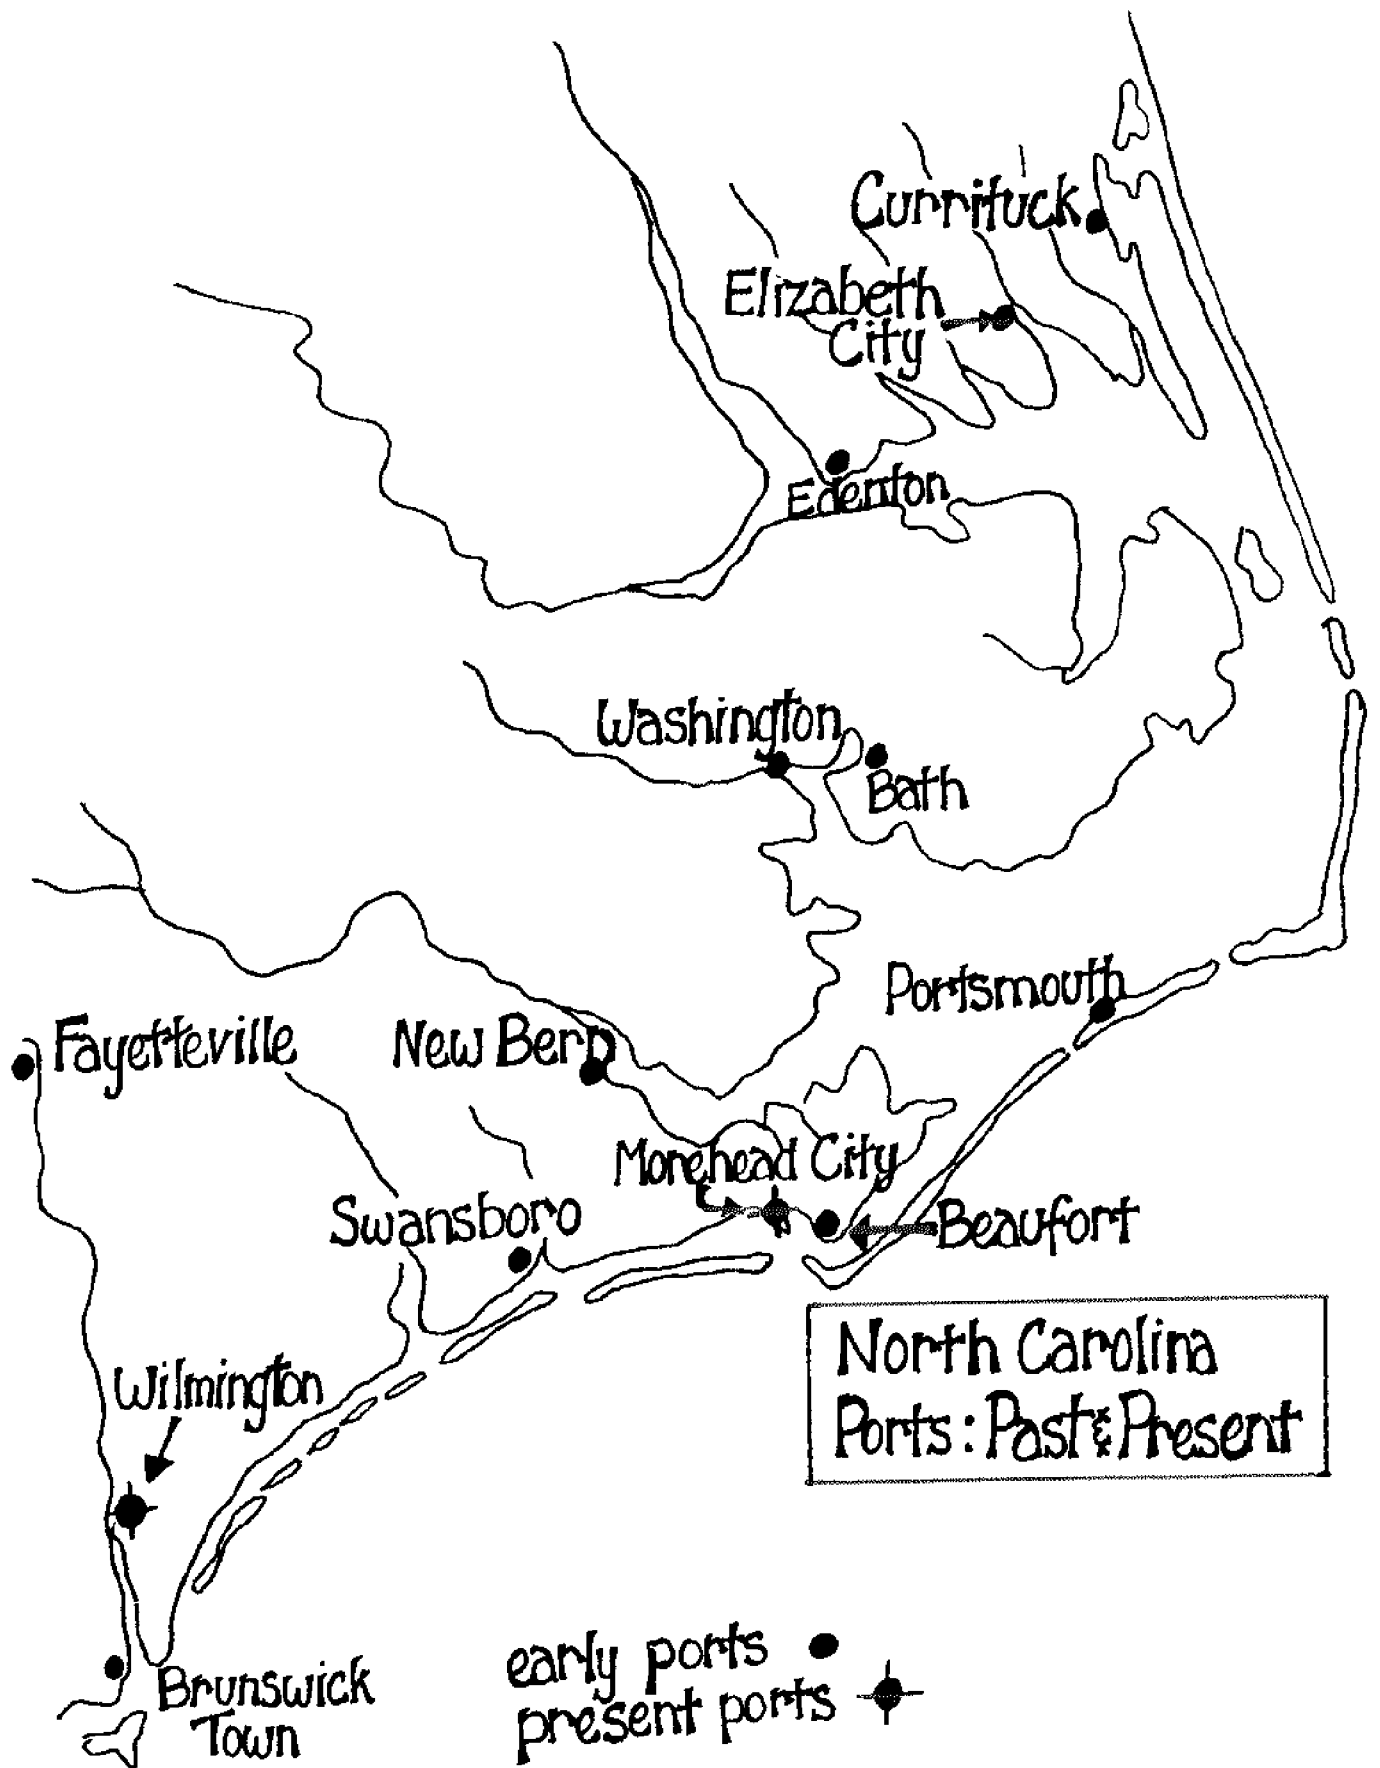 Currituck
Elizabeth
City
Edenton
Washington
Bath
Portsmouth
Fayetteville
New Bern
Morehead City
Swansboro
Beaufort
North Carolina
Ports: Past & Present
Wilmington
early ports
present ports
Brunswick
Town